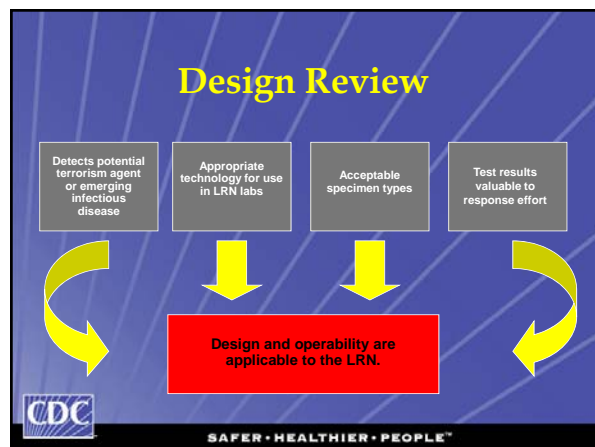 Design Review
Detects potential
terrorism agent
or emerging
infectious
disease
Appropriate
technology for use
in LRN labs
Acceptable
specimen types
Test results
valuable to
response effort
Design and operability are
applicable to the LRN.
CDC
SAFER • HEALTHIER • PEOPLE™